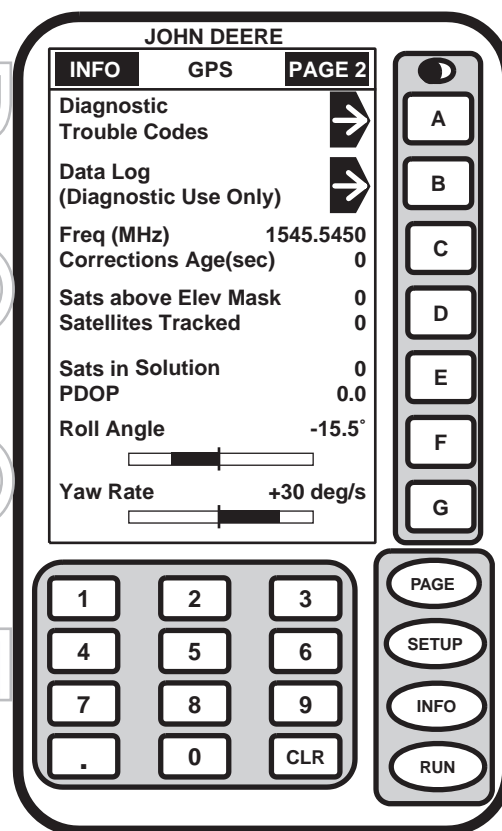 JOHN DEERE
INFO GPS PAGE 2
Diagnostic
Trouble Codes
Data Log
(Diagnostic Use Only)
Freq (MHz) 1545.5450
Corrections Age(sec) 0
Sats above Elev Mask 0
Satellites Tracked 0
Sats in Solution 0
PDOP 0.0
Roll Angle -15.5°
Yaw Rate +30 deg/s
A
B
C
D
E
F
G
1 2 3
4 5 6
7 8 9
. 0 CLR
PAGE
SETUP
INFO
RUN